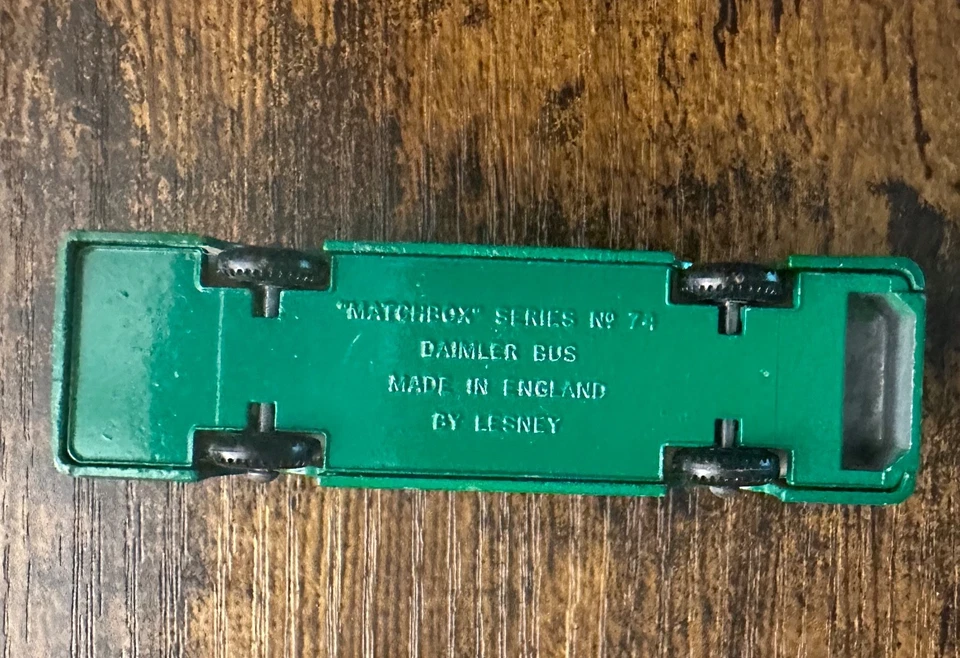 "MATCHBOX" SERIES Nº 74
DAIMLER BUS
MADE IN ENGLAND
BY LESNEY